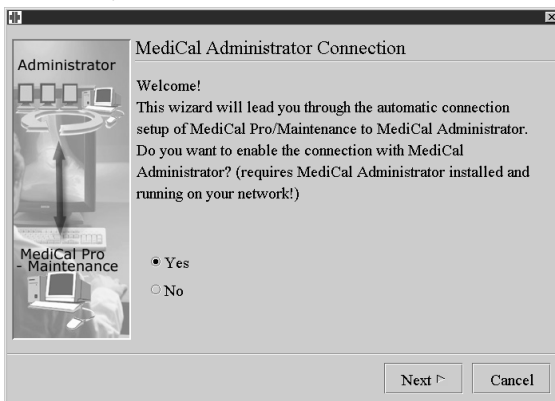 MediCal Administrator Connection
Administrator
MediCal Pro
- Maintenance
Welcome!
This wizard will lead you through the automatic connection
setup of MediCal Pro/Maintenance to MediCal Administrator.
Do you want to enable the connection with MediCal
Administrator? (requires MediCal Administrator installed and
running on your network!)
Yes
No
Next
Cancel